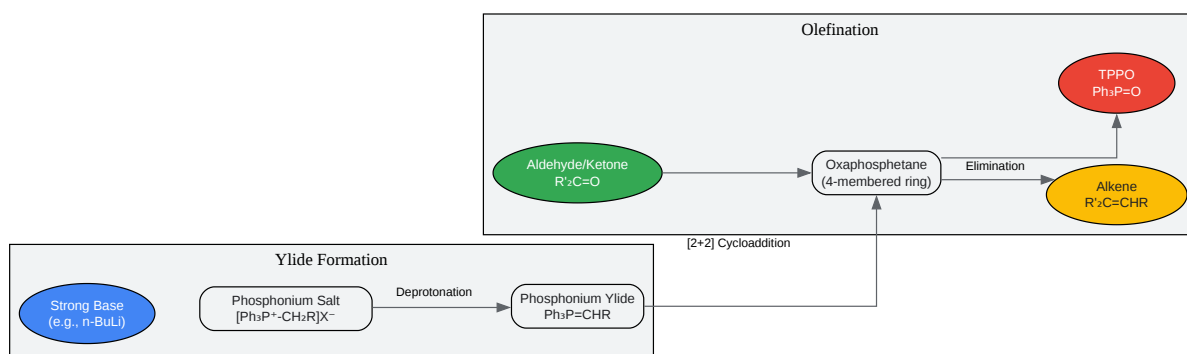 Olefination
TPPO
Ph₃P=O
Aldehyde/Ketone
R'₂C=O
Oxaphosphetane
(4-membered ring)
Elimination
Alkene
R'₂C=CHR
[2+2] Cycloaddition
Ylide Formation
Strong Base
(e.g., n-BuLi)
Phosphonium Salt
[Ph₃P⁺-CH₂R]X⁻
Deprotonation
Phosphonium Ylide
Ph₃P=CHR